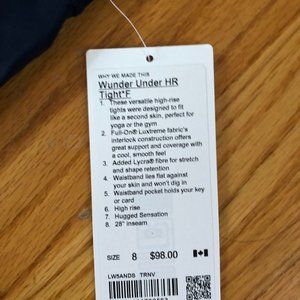 WHY WE MADE THIS
Wunder Under HR
Tight*F
1. These versatile high-rise
tights were designed to fit
like a second skin, perfect for
yoga or the gym
2. Full-On® Luxtreme fabric's
interlock construction offers
great support and coverage with
a cool, smooth feel
3. Added Lycra® fibre for stretch
and shape retention
4. Waistband lies flat against
your skin and won't dig in
5. Waistband pocket holds your key
or card
6. High rise
7. Hugged Sensation
8. 28" inseam
SIZE 8 $98.00
LW5ANDS TRNV